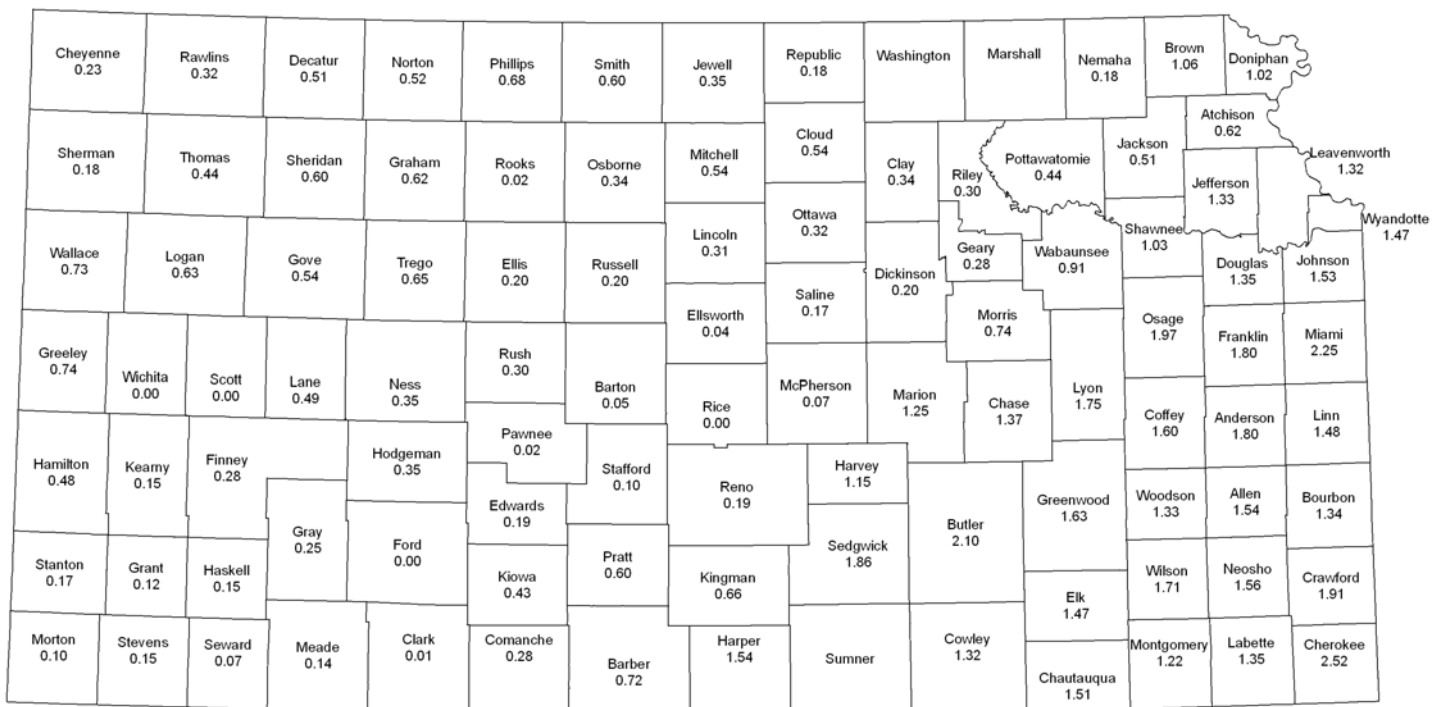 Cheyenne
0.23
Rawlins
0.32
Decatur
0.51
Norton
0.52
Phillips
0.68
Smith
0.60
Jewell
0.35
Republic
0.18
Washington
Marshall
Nemaha
0.18
Brown
1.06
Doniphan
1.02
Sherman
0.18
Thomas
0.44
Sheridan
0.60
Graham
0.62
Rooks
0.02
Osborne
0.34
Mitchell
0.54
Cloud
0.54
Clay
0.34
Riley
0.30
Pottawatomie
0.44
Jackson
0.51
Atchison
0.62
Jefferson
1.33
Leavenworth
1.32
Wyandotte
1.47
Wallace
0.73
Logan
0.63
Gove
0.54
Trego
0.65
Ellis
0.20
Russell
0.20
Lincoln
0.31
Ottawa
0.32
Dickinson
0.20
Geary
0.28
Wabaunsee
0.91
Shawnee
1.03
Douglas
1.35
Johnson
1.53
Ellsworth
0.04
Saline
0.17
Morris
0.74
Osage
1.97
Franklin
1.80
Miami
2.25
Greeley
0.74
Wichita
0.00
Scott
0.00
Lane
0.49
Ness
0.35
Rush
0.30
Barton
0.05
Rice
0.00
McPherson
0.07
Marion
1.25
Chase
1.37
Lyon
1.75
Coffey
1.60
Anderson
1.80
Linn
1.48
Hamilton
0.48
Kearny
0.15
Finney
0.28
Hodgeman
0.35
Pawnee
0.02
Stafford
0.10
Reno
0.19
Harvey
1.15
Butler
2.10
Greenwood
1.63
Woodson
1.33
Allen
1.54
Bourbon
1.34
Gray
0.25
Ford
0.00
Edwards
0.19
Pratt
0.60
Kingman
0.66
Sedgwick
1.86
Stanton
0.17
Grant
0.12
Haskell
0.15
Kiowa
0.43
Elk
1.47
Wilson
1.71
Neosho
1.56
Crawford
1.91
Morton
0.10
Stevens
0.15
Seward
0.07
Meade
0.14
Clark
0.01
Comanche
0.28
Barber
0.72
Harper
1.54
Sumner
Cowley
1.32
Chautauqua
1.51
Montgomery
1.22
Labette
1.35
Cherokee
2.52